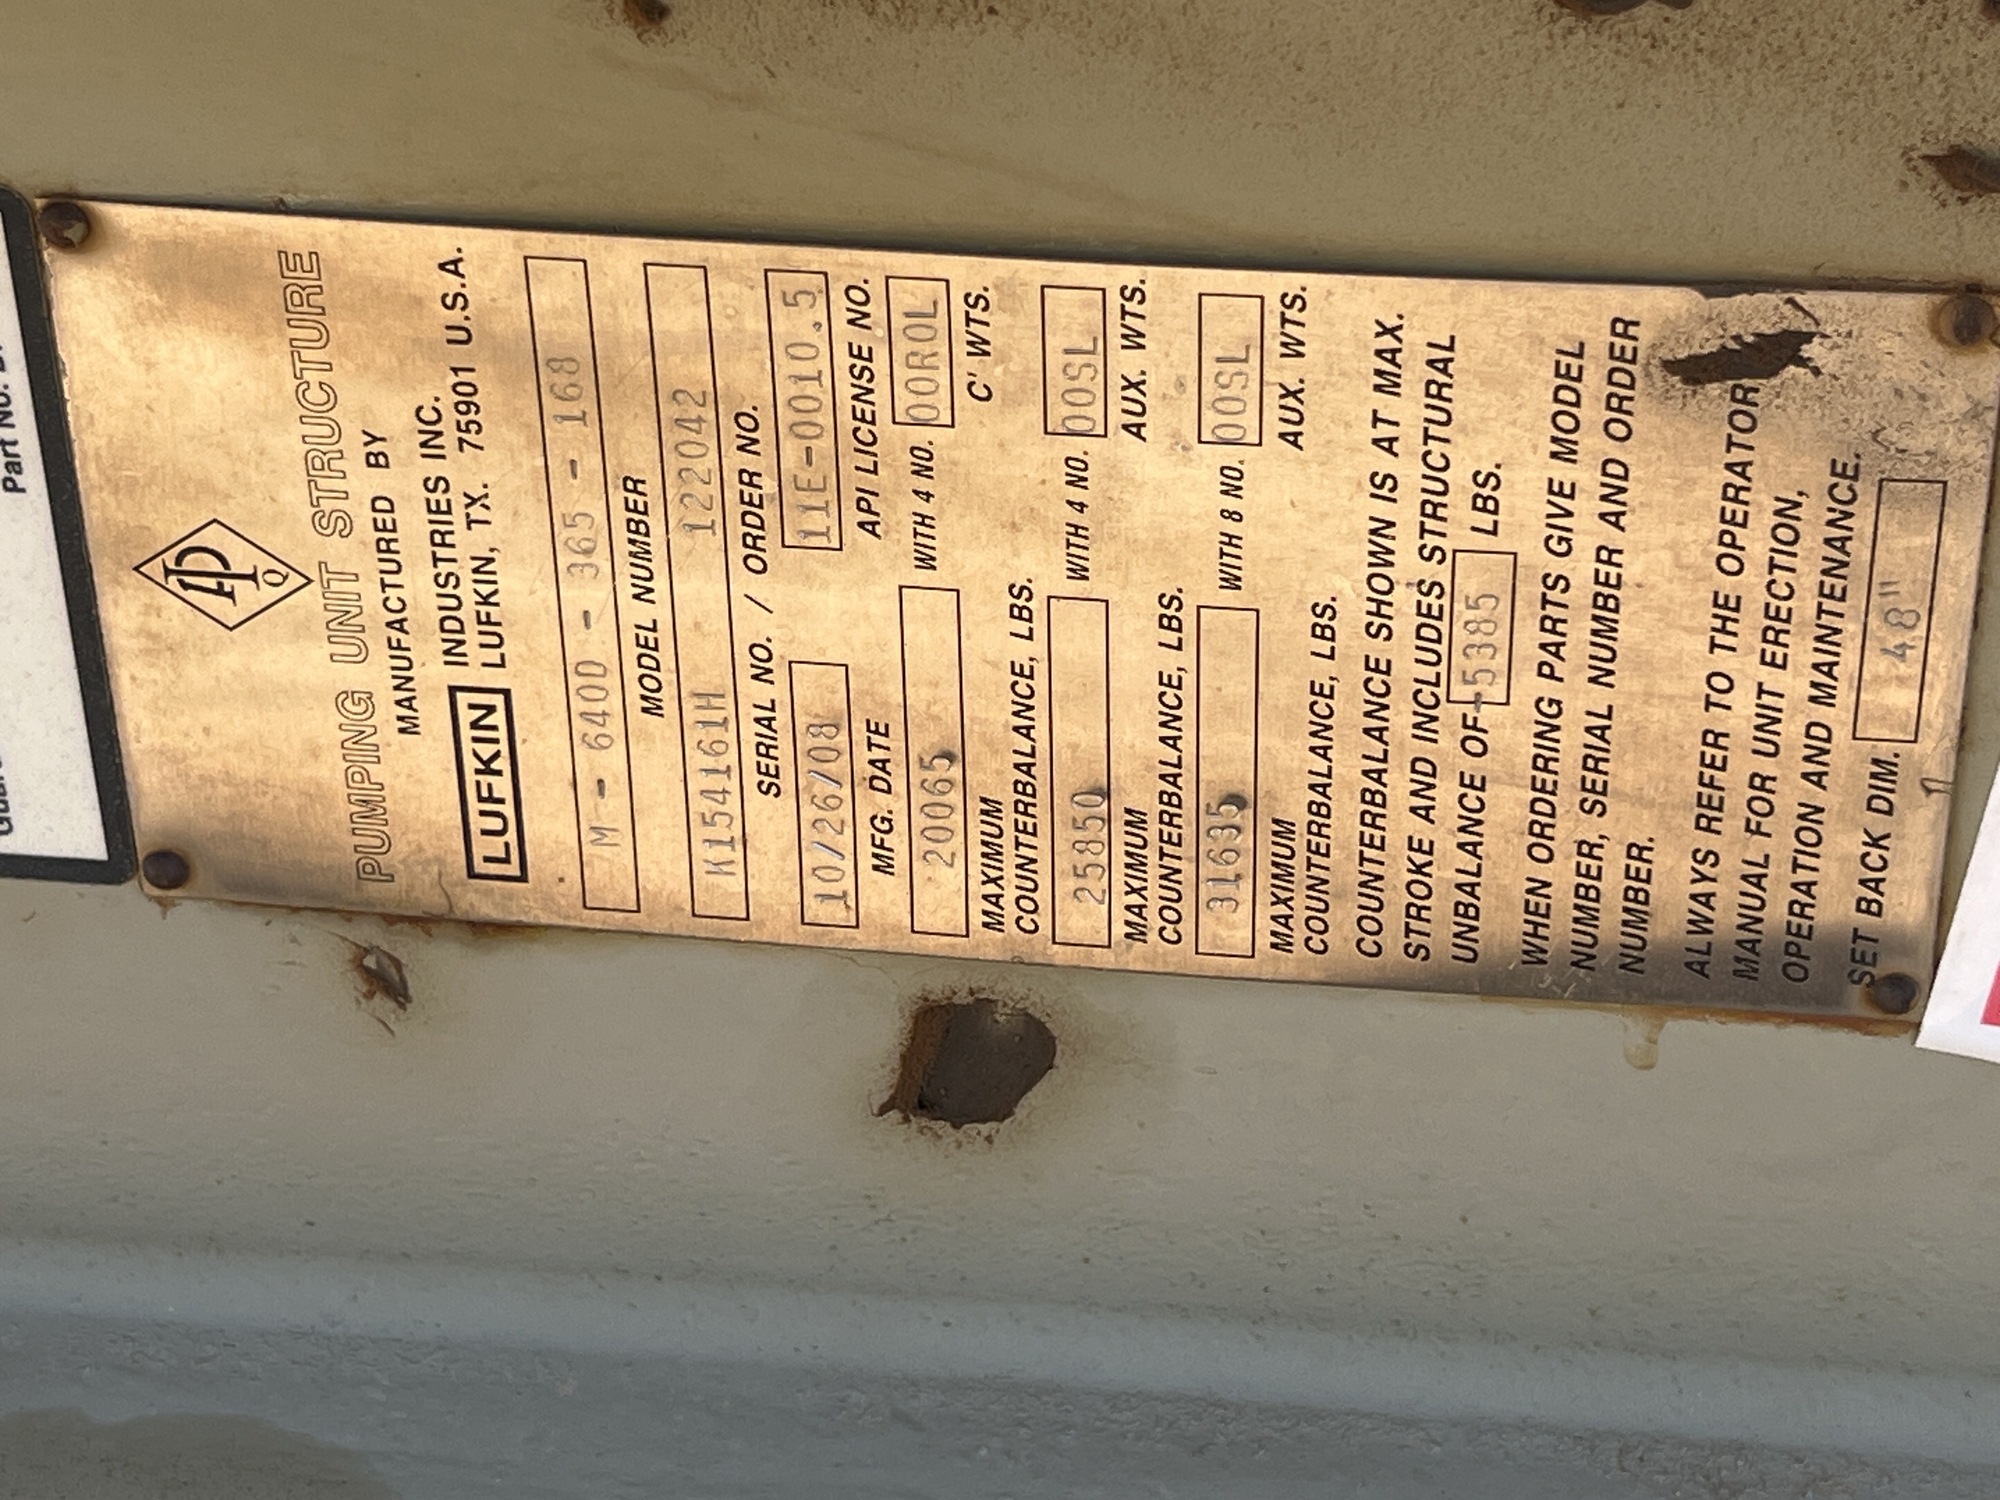 Part No.
PUMPING UNIT STRUCTURE
MANUFACTURED BY
LUFKIN INDUSTRIES INC.
LUFKIN, TX. 75901 U.S.A.
M - 640D - 365 - 168
MODEL NUMBER
K154161H 122042
SERIAL NO. / ORDER NO.
10/26/08 11E-0010.5
MFG. DATE API LICENSE NO.
20065 WITH 4 NO. OOROL
MAXIMUM C' WTS.
COUNTERBALANCE, LBS.
25850 WITH 4 NO. OOSL
MAXIMUM AUX. WTS.
COUNTERBALANCE, LBS.
31635 WITH 8 NO. OOSL
MAXIMUM AUX. WTS.
COUNTERBALANCE, LBS.
COUNTERBALANCE SHOWN IS AT MAX.
STROKE AND INCLUDES STRUCTURAL
UNBALANCE OF -5385 LBS.
WHEN ORDERING PARTS GIVE MODEL
NUMBER, SERIAL NUMBER AND ORDER
NUMBER.
ALWAYS REFER TO THE OPERATOR
MANUAL FOR UNIT ERECTION,
OPERATION AND MAINTENANCE.
SET BACK DIM. 48"